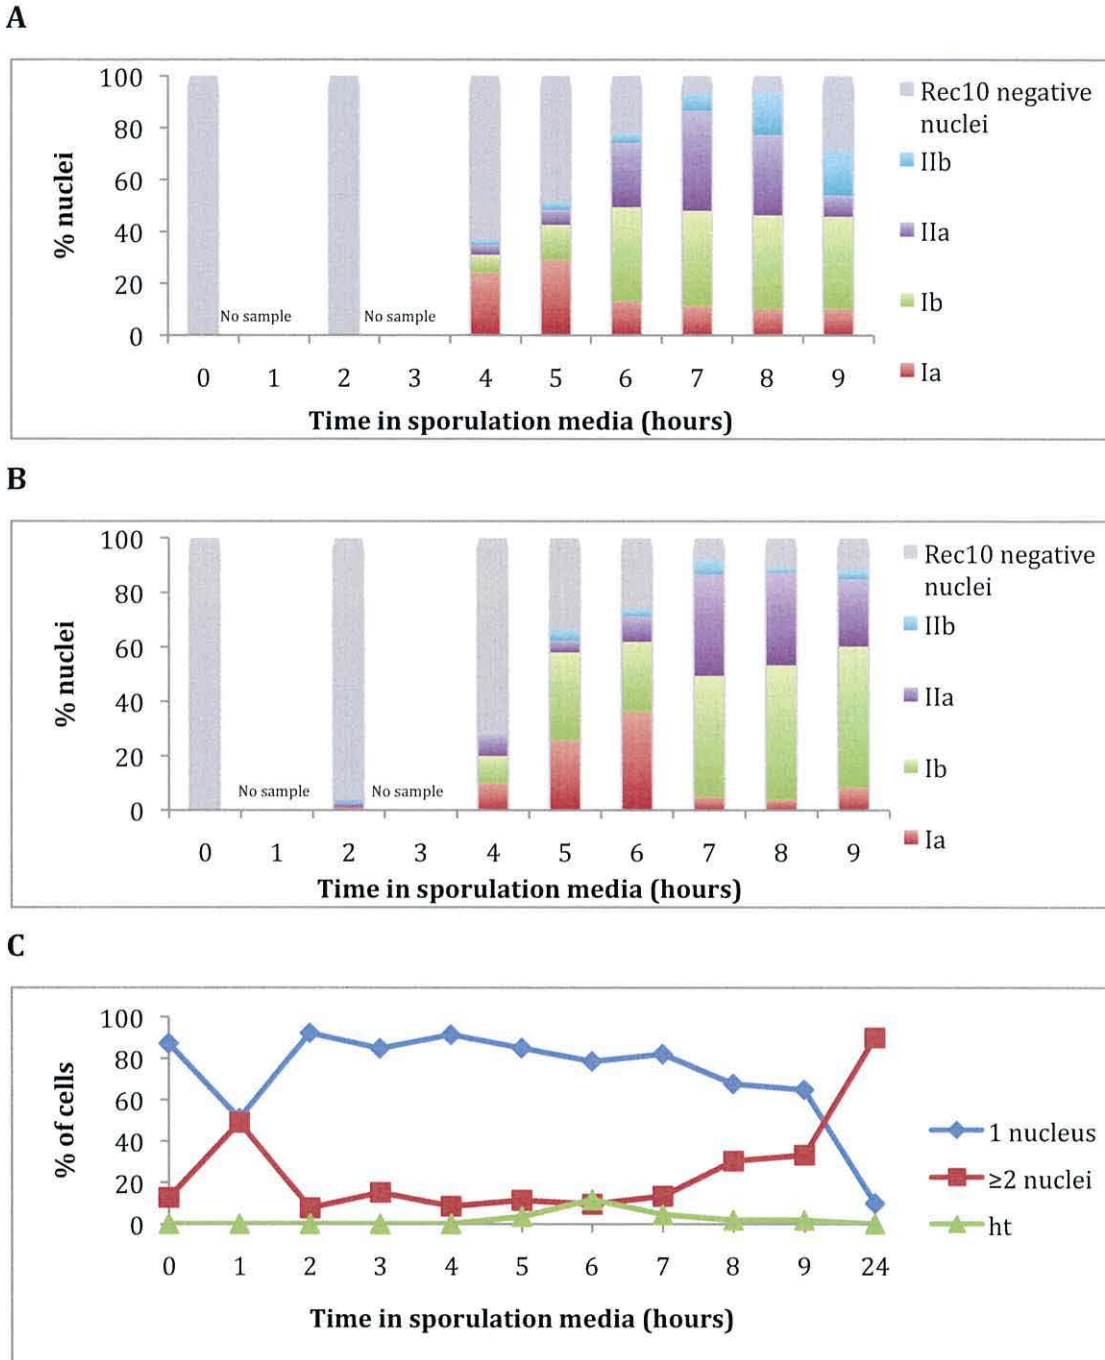 A
100
80
60
40
20
0
% nuclei
No sample
No sample
0 1 2 3 4 5 6 7 8 9
Time in sporulation media (hours)
Rec10 negative
nuclei
IIb
IIa
Ib
Ia
B
100
80
60
40
20
0
% nuclei
No sample
No sample
0 1 2 3 4 5 6 7 8 9
Time in sporulation media (hours)
Rec10 negative
nuclei
IIb
IIa
Ib
Ia
C
100
80
60
40
20
0
% of cells
0 1 2 3 4 5 6 7 8 9 24
Time in sporulation media (hours)
1 nucleus
≥2 nuclei
ht